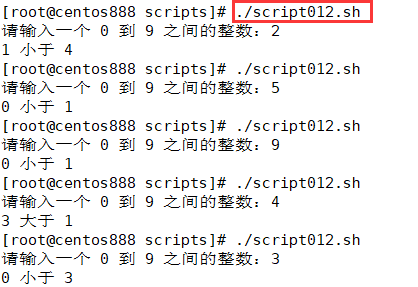 [root@centos888 scripts]# ./script012.sh
请输入一个 0 到 9 之间的整数：2
1 小于 4
[root@centos888 scripts]# ./script012.sh
请输入一个 0 到 9 之间的整数：5
0 小于 1
[root@centos888 scripts]# ./script012.sh
请输入一个 0 到 9 之间的整数：9
0 小于 1
[root@centos888 scripts]# ./script012.sh
请输入一个 0 到 9 之间的整数：4
3 大于 1
[root@centos888 scripts]# ./script012.sh
请输入一个 0 到 9 之间的整数：3
0 小于 3